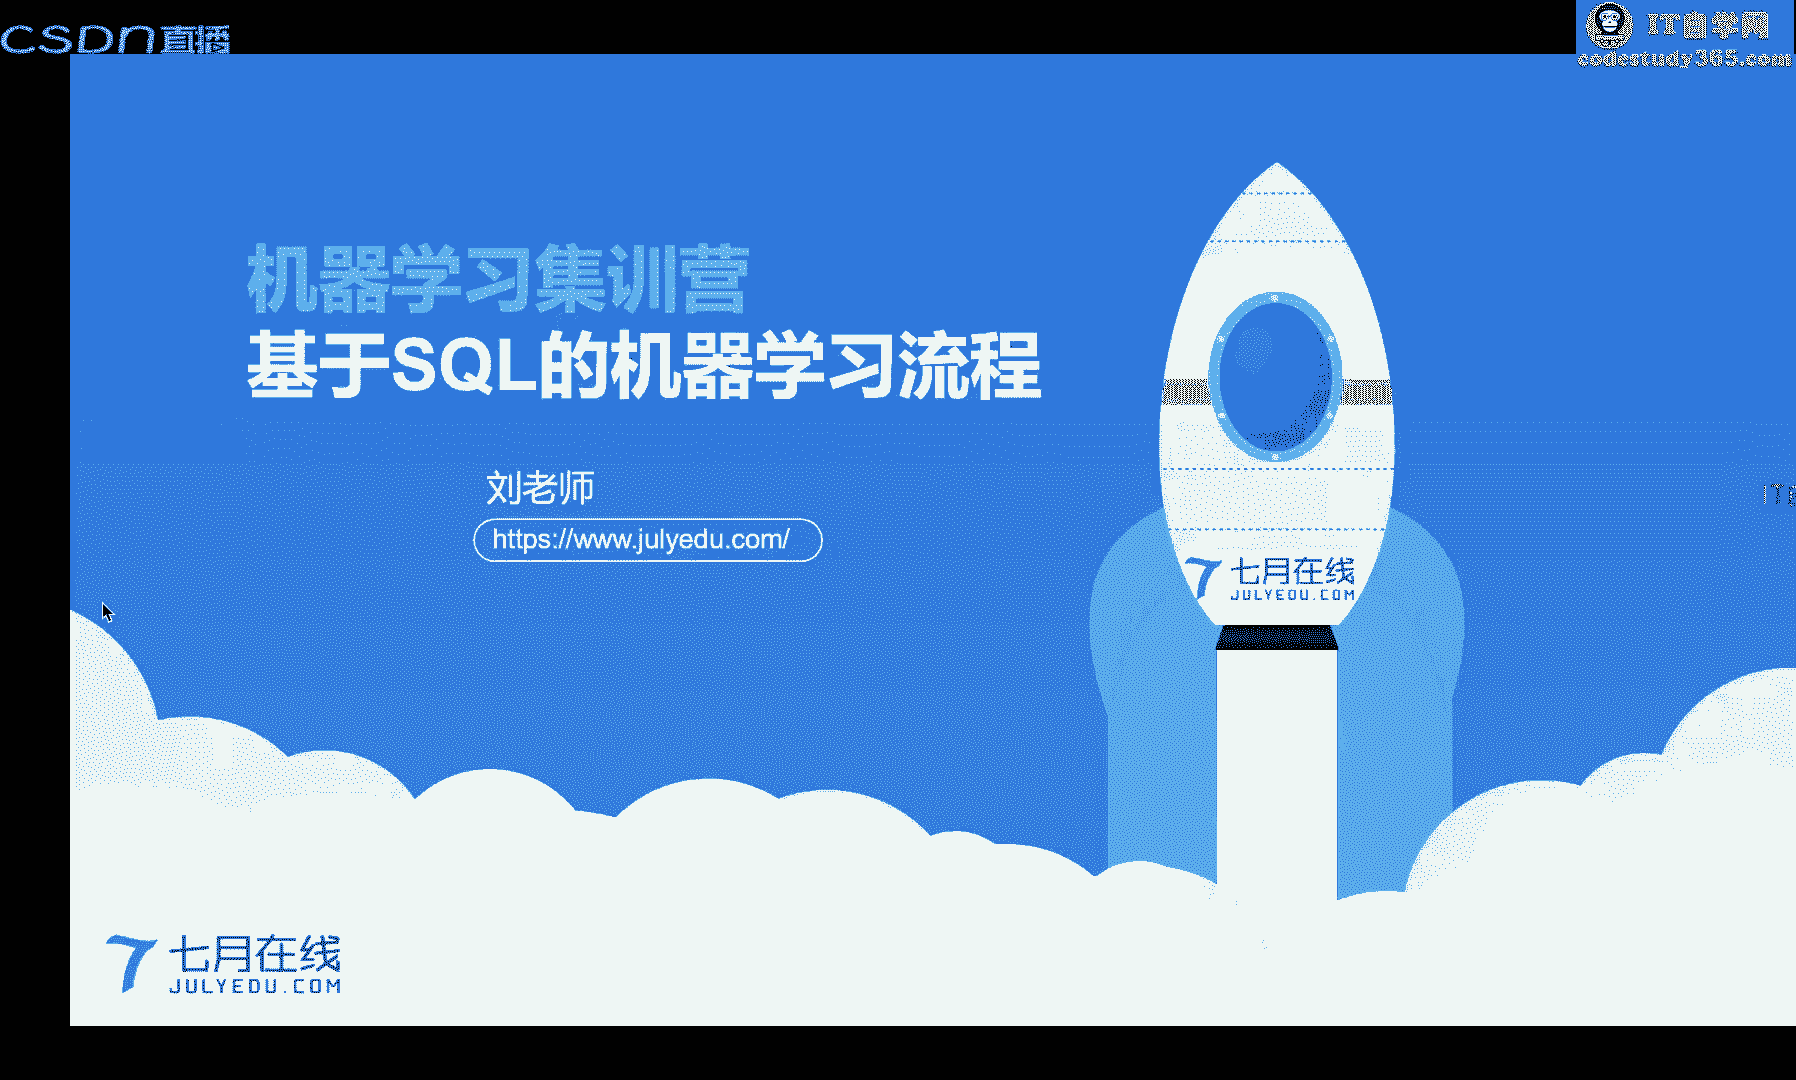 CSDN直播
IT自学网
codestudy365.com
机器学习集训营
基于SQL的机器学习流程
刘老师
https://www.julyedu.com/
七月在线
JULYEDU.COM
七月在线
JULYEDU.COM